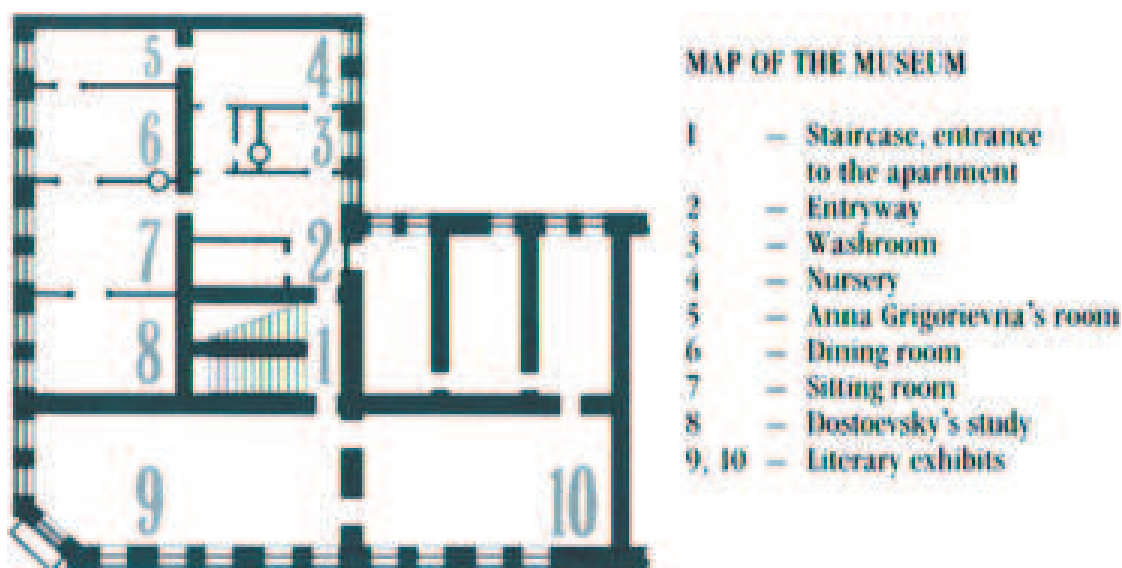 5
4
6
3
7
2
8
1
9
10
MAP OF THE MUSEUM
1 – Staircase, entrance
to the apartment
2 – Entryway
3 – Washroom
4 – Nursery
5 – Anna Grigorievna's room
6 – Dining room
7 – Sitting room
8 – Dostoevsky's study
9, 10 – Literary exhibits